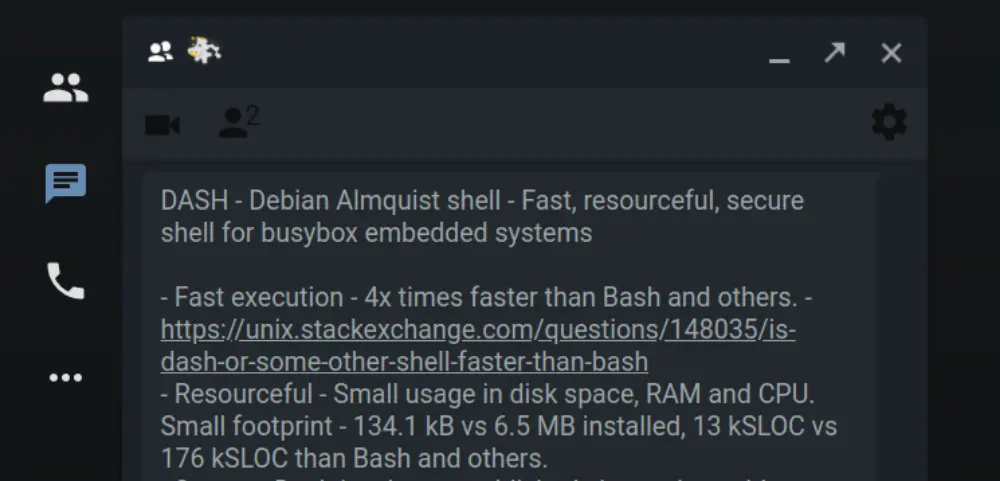 2
DASH - Debian Almquist shell - Fast, resourceful, secure
shell for busybox embedded systems
- Fast execution - 4x times faster than Bash and others. -
https://unix.stackexchange.com/questions/148035/is-
dash-or-some-other-shell-faster-than-bash
- Resourceful - Small usage in disk space, RAM and CPU.
Small footprint - 134.1 kB vs 6.5 MB installed, 13 kSLOC vs
176 kSLOC than Bash and others.